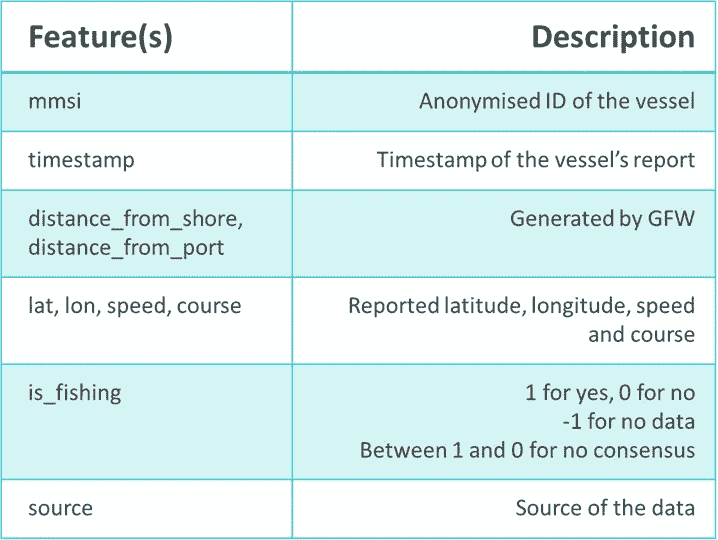 Feature(s) Description
mmsi Anonymised ID of the vessel
timestamp Timestamp of the vessel's report
distance_from_shore, Generated by GFW
distance_from_port
lat, lon, speed, course Reported latitude, longitude, speed
and course
is_fishing 1 for yes, 0 for no
-1 for no data
Between 1 and 0 for no consensus
source Source of the data